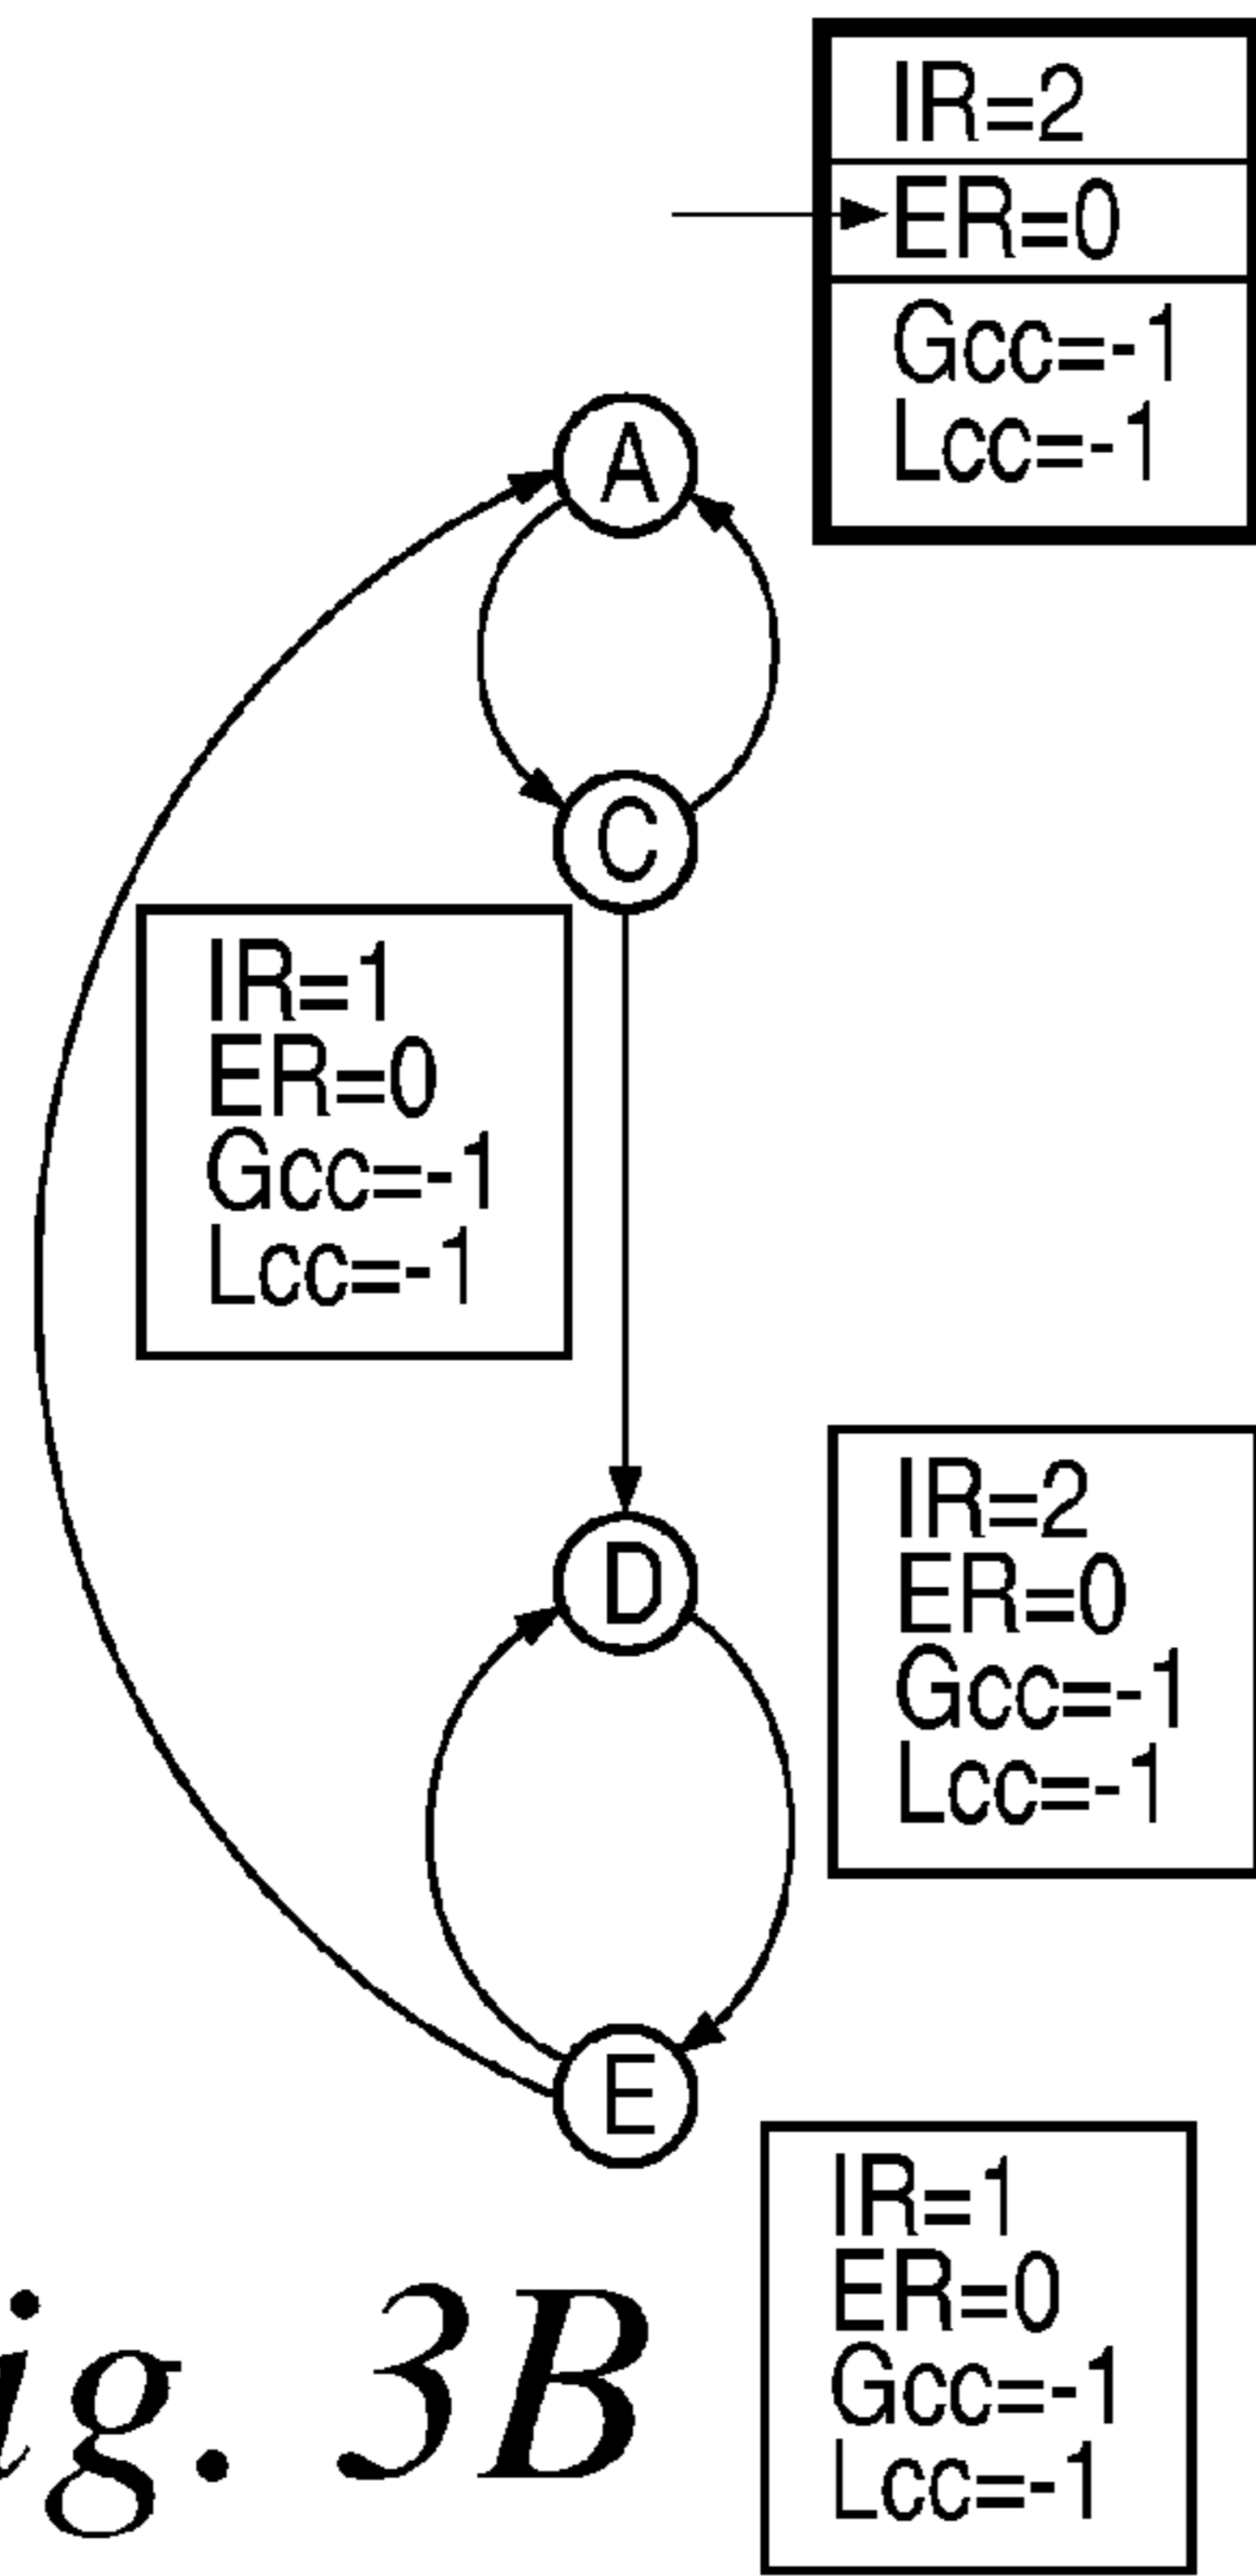 IR=2
ER=0
Gcc=-1
Lcc=-1
A
C
IR=1
ER=0
Gcc=-1
Lcc=-1
D
IR=2
ER=0
Gcc=-1
Lcc=-1
E
IR=1
ER=0
Gcc=-1
Lcc=-1
ig. 3B